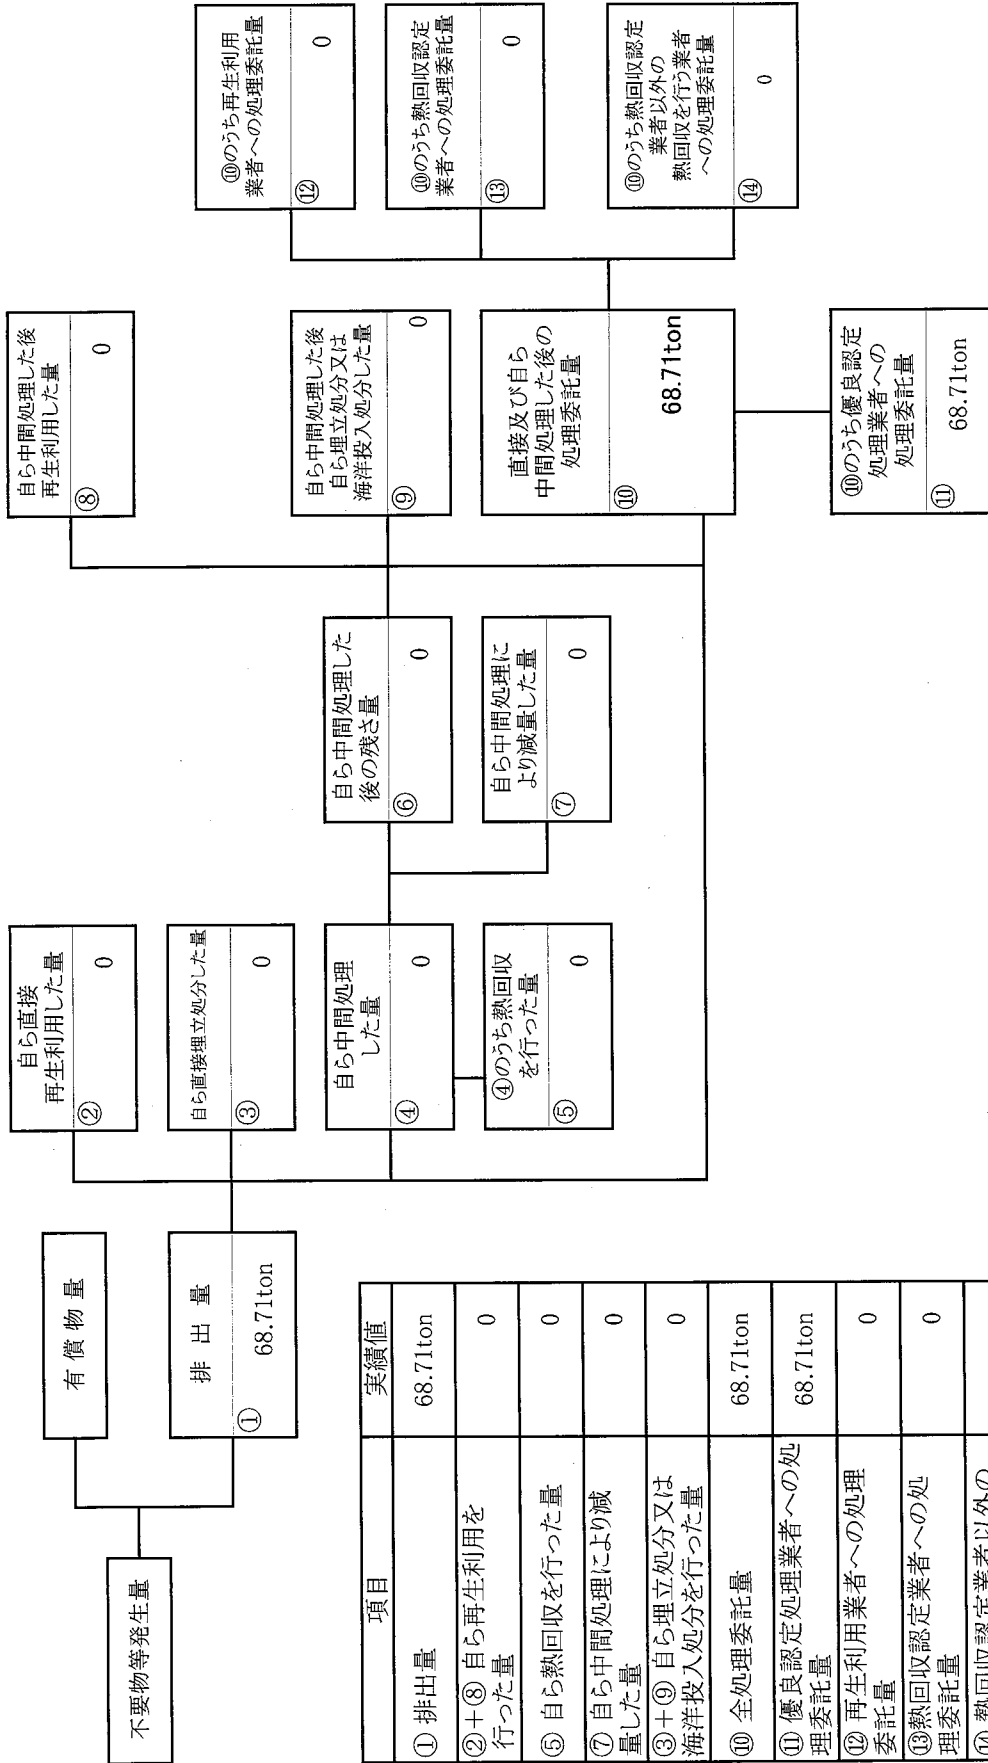 不要物等発生量
有償物量
排出量
①
68.71ton
自ら直接
再生利用した量
②
0
自ら直接埋立処分した量
③
0
自ら中間処理
した量
④
0
④のうち熱回収
を行った量
⑤
0
自ら中間処理した
後の残さ量
⑥
0
自ら中間処理に
より減量した量
⑦
0
自ら中間処理した後
再生利用した量
⑧
0
自ら中間処理した後
自ら埋立処分又は
海洋投入処分した量
⑨
0
直接及び自ら
中間処理した後の
処理委託量
⑩
68.71ton
⑩のうち優良認定
処理業者への
処理委託量
⑪
68.71ton
⑩のうち再生利用
業者への処理委託量
⑫
0
⑩のうち熱回収認定
業者への処理委託量
⑬
0
⑩のうち熱回収認定
業者以外の
熱回収を行う業者
への処理委託量
⑭
0
項目 実績値
①排出量 68.71ton
②+⑧ 自ら再生利用を
行った量 0
⑤ 自ら熱回収を行った量 0
⑦ 自ら中間処理により減
量した量 0
③+⑨ 自ら埋立処分又は
海洋投入処分を行った量 0
⑩ 全処理委託量 68.71ton
⑪ 優良認定処理業者への処
理委託量 68.71ton
⑫ 再生利用業者への処理
委託量 0
⑬熱回収認定業者への処
理委託量 0
⑭ 熱回収認定業者以外の